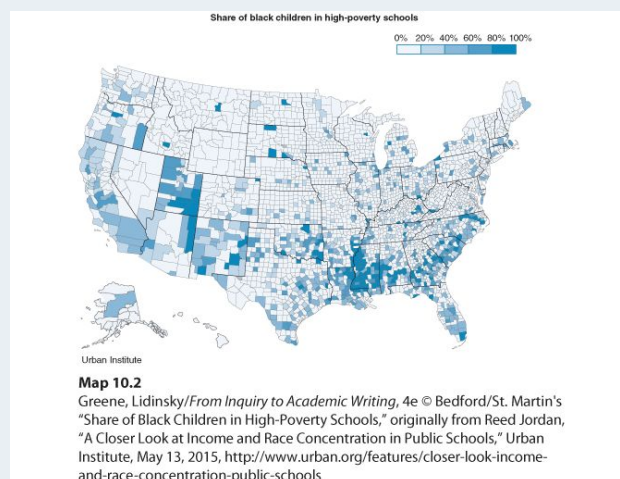 Share of black children in high-poverty schools
0% 20% 40% 60% 80% 100%
Urban Institute
Map 10.2
Greene, Lidinsky/From Inquiry to Academic Writing, 4e © Bedford/St. Martin's
“Share of Black Children in High-Poverty Schools,” originally from Reed Jordan,
“A Closer Look at Income and Race Concentration in Public Schools,” Urban
Institute, May 13, 2015, http://www.urban.org/features/closer-look-income-
and-race-concentration-public-schools